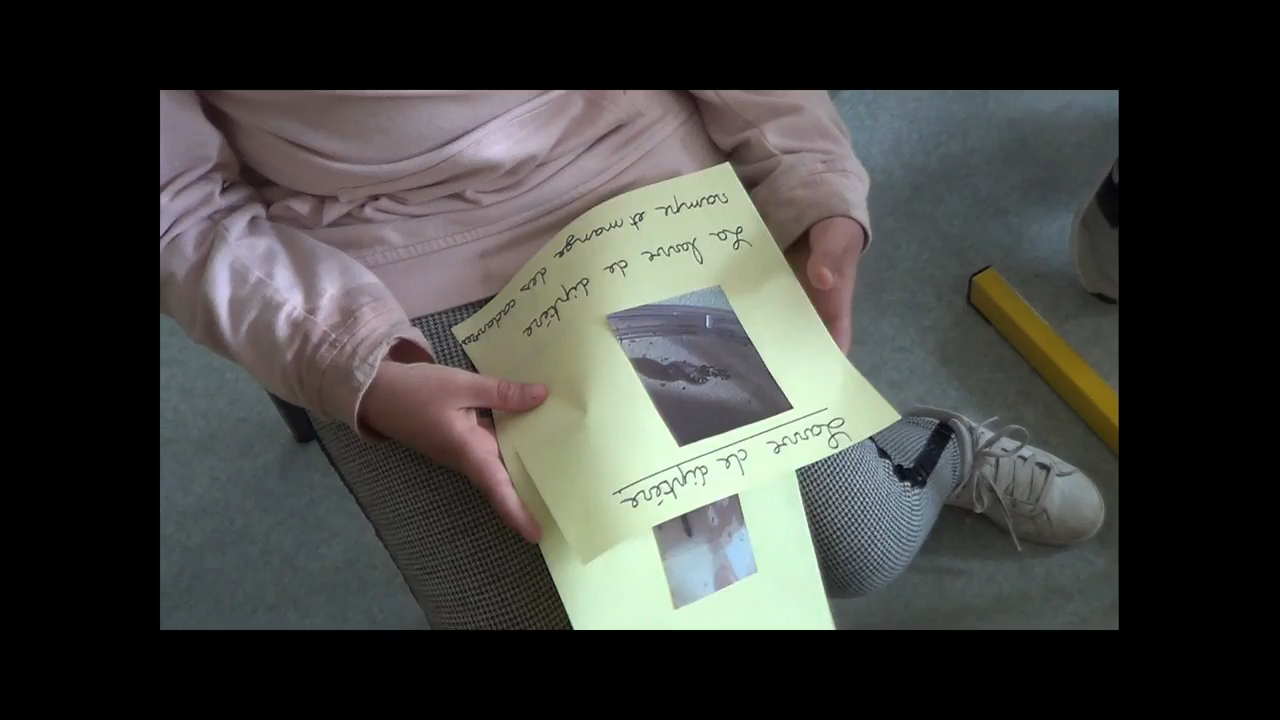 Larve de diptère
La larve de diptère
rampe et mange des cadavres